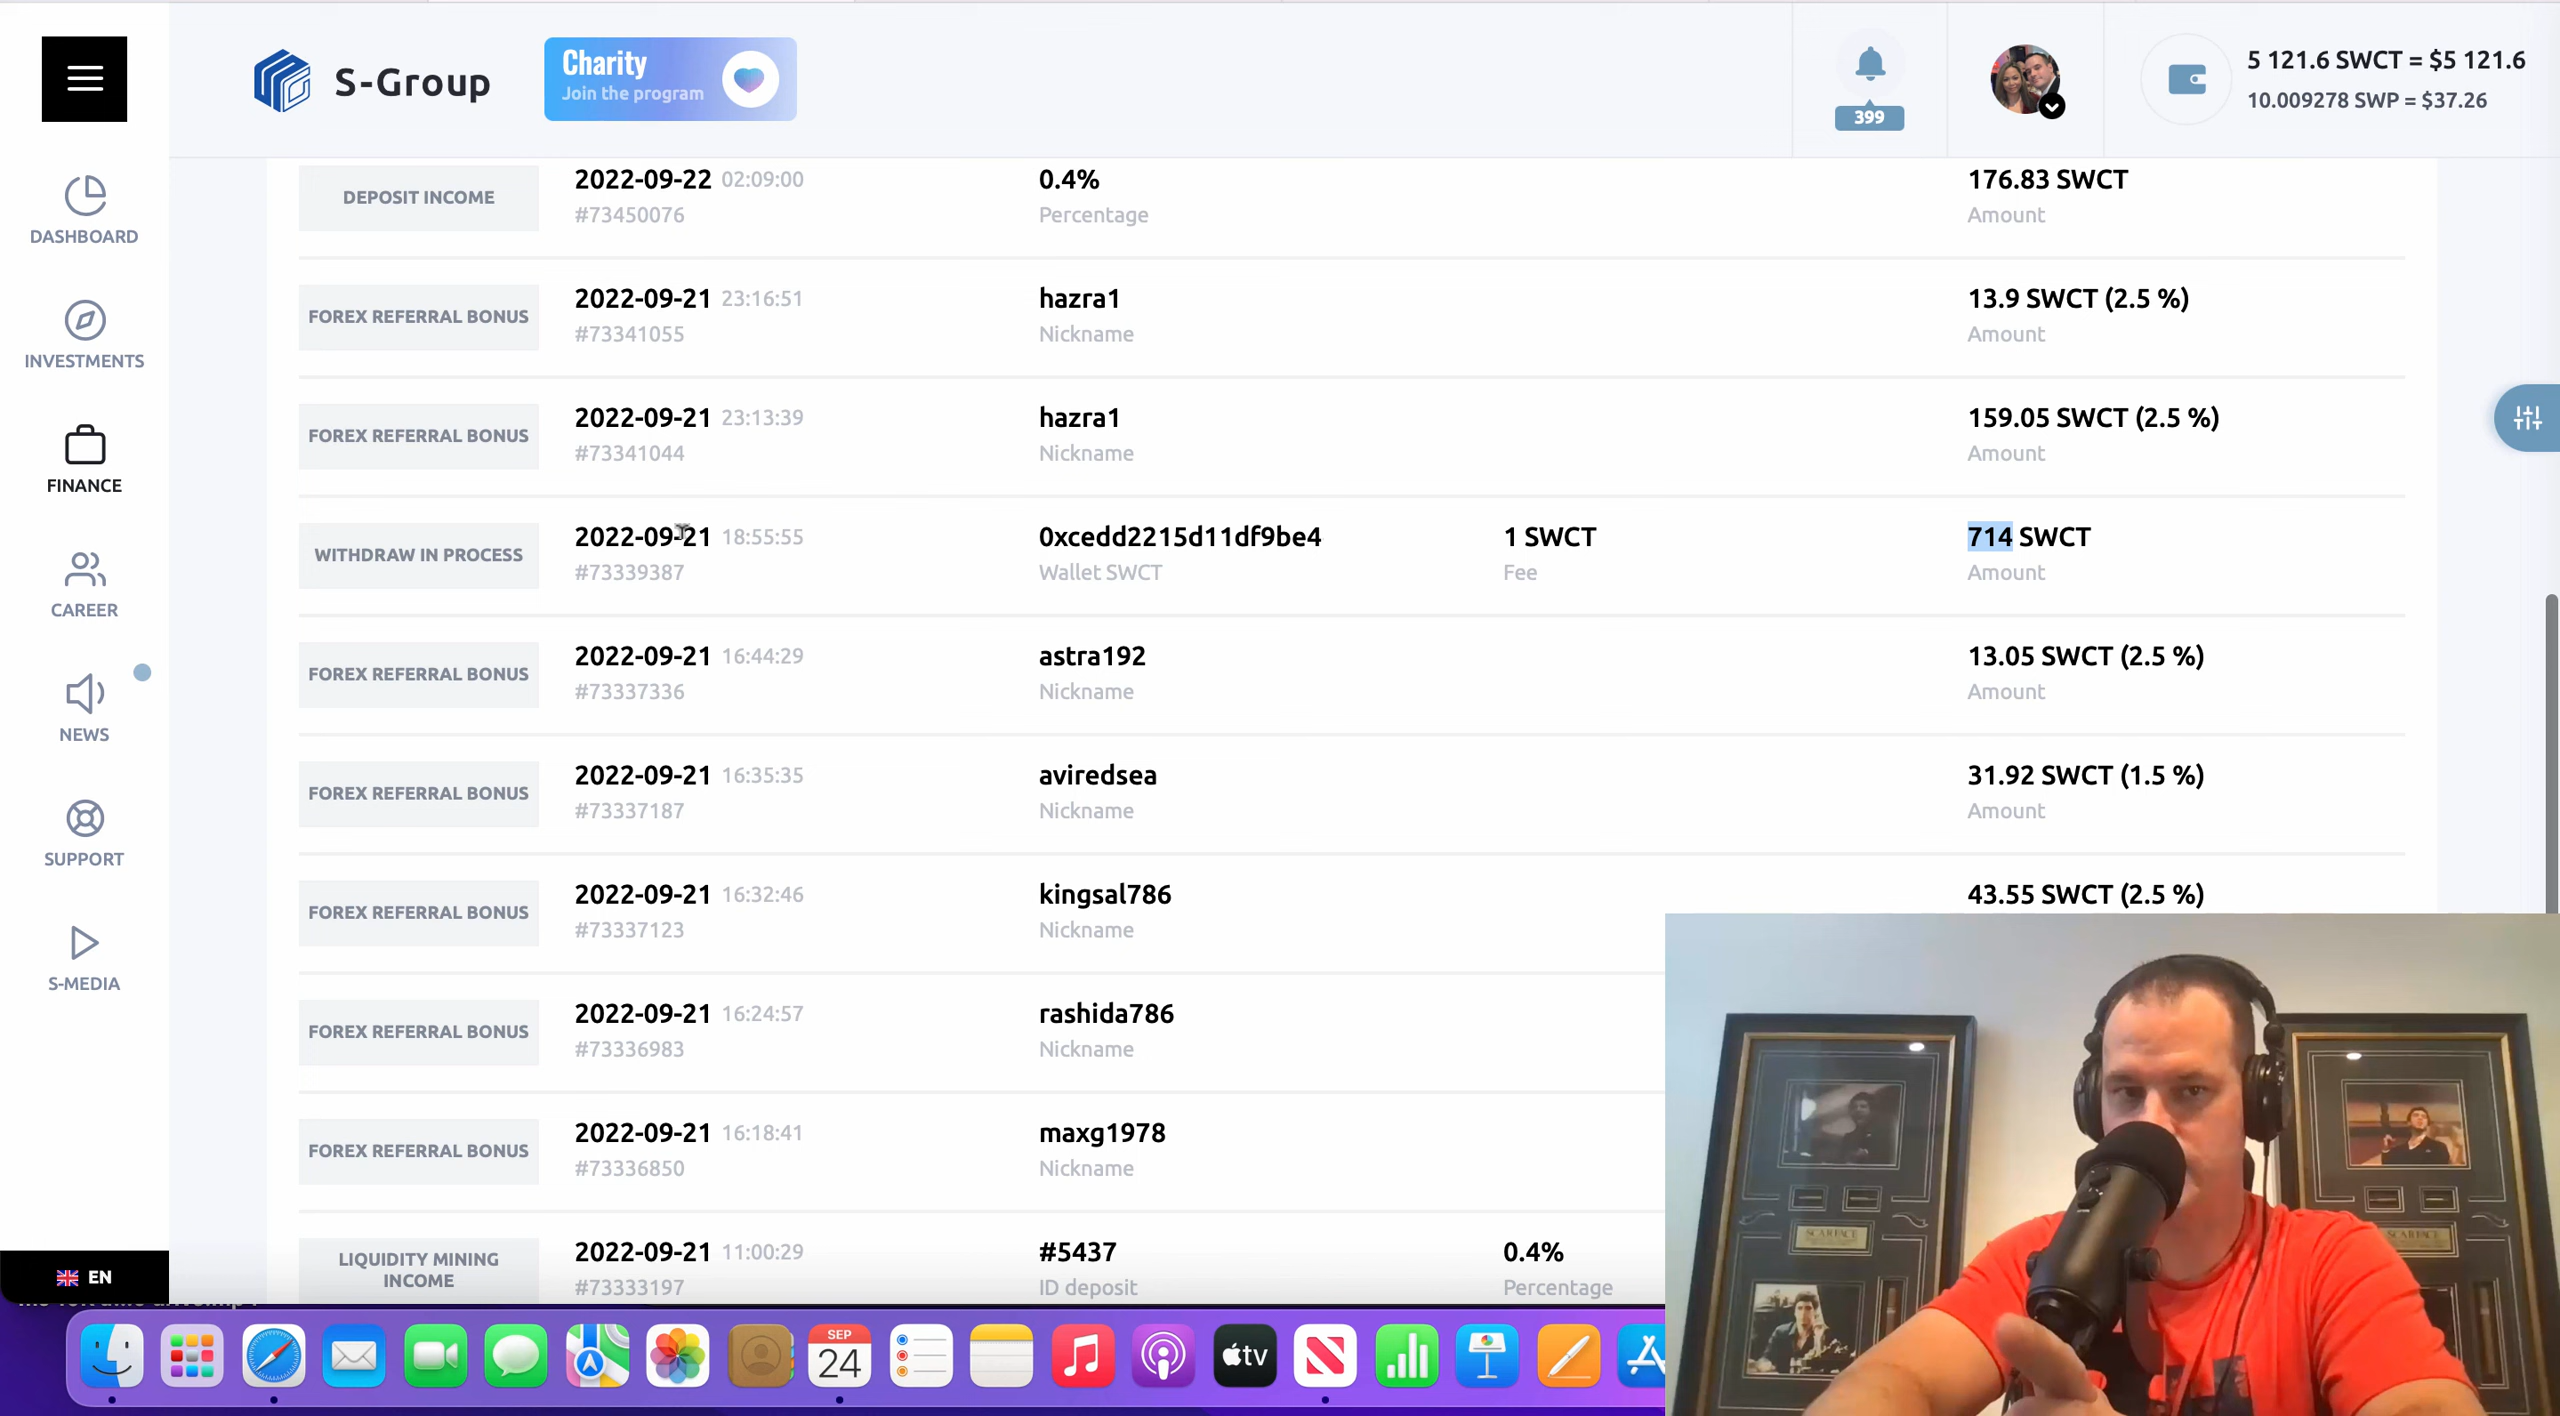 S-Group
Charity
Join the program
399
5 121.6 SWCT = $5 121.6
10.009278 SWP = $37.26
DASHBOARD
INVESTMENTS
FINANCE
CAREER
NEWS
SUPPORT
S-MEDIA
EN
DEPOSIT INCOME
2022-09-22 02:09:00
#73450076
0.4%
Percentage
176.83 SWCT
Amount
FOREX REFERRAL BONUS
2022-09-21 23:16:51
#73341055
hazra1
Nickname
13.9 SWCT (2.5 %)
Amount
FOREX REFERRAL BONUS
2022-09-21 23:13:39
#73341044
hazra1
Nickname
159.05 SWCT (2.5 %)
Amount
WITHDRAW IN PROCESS
2022-09-21 18:55:55
#73339387
0xcedd2215d11df9be4
Wallet SWCT
1 SWCT
Fee
714 SWCT
Amount
FOREX REFERRAL BONUS
2022-09-21 16:44:29
#73337336
astra192
Nickname
13.05 SWCT (2.5 %)
Amount
FOREX REFERRAL BONUS
2022-09-21 16:35:35
#73337187
aviredsea
Nickname
31.92 SWCT (1.5 %)
Amount
FOREX REFERRAL BONUS
2022-09-21 16:32:46
#73337123
kingsal786
Nickname
43.55 SWCT (2.5 %)
FOREX REFERRAL BONUS
2022-09-21 16:24:57
#73336983
rashida786
Nickname
FOREX REFERRAL BONUS
2022-09-21 16:18:41
#73336850
maxg1978
Nickname
LIQUIDITY MINING
INCOME
2022-09-21 11:00:29
#73333197
#5437
ID deposit
0.4%
Percentage
SCARFACE
SCARFACE
SEP
24
tv